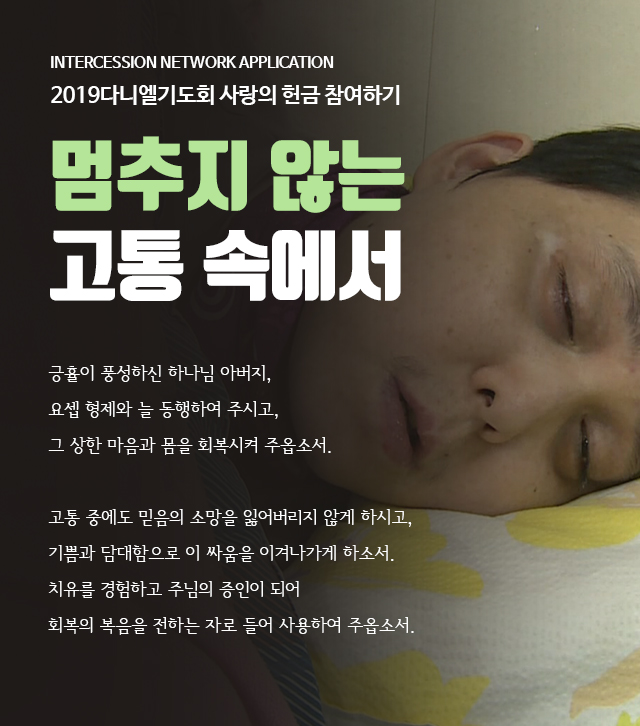 INTERCESSION NETWORK APPLICATION
2019다니엘기도회 사랑의 헌금 참여하기
멈추지 않는
고통 속에서
긍휼이 풍성하신 하나님 아버지,
요셉 형제와 늘 동행하여 주시고,
그 상한 마음과 몸을 회복시켜 주옵소서.
고통 중에도 믿음의 소망을 잃어버리지 않게 하시고,
기쁨과 담대함으로 이 싸움을 이겨나가게 하소서.
치유를 경험하고 주님의 증인이 되어
회복의 복음을 전하는 자로 들어 사용하여 주옵소서.